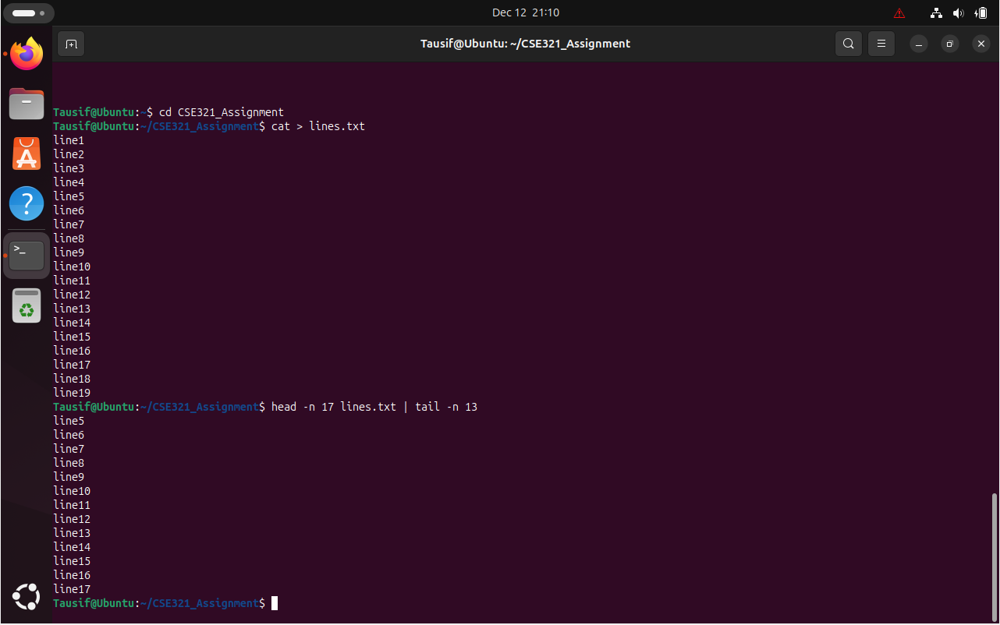 Dec 12 21:10
Tausif@Ubuntu: ~/CSE321_Assignment
Tausif@Ubuntu:~$ cd CSE321_Assignment
Tausif@Ubuntu:~/CSE321_Assignment$ cat > lines.txt
line1
line2
line3
line4
line5
line6
line7
line8
line9
line10
line11
line12
line13
line14
line15
line16
line17
line18
line19
Tausif@Ubuntu:~/CSE321_Assignment$ head -n 17 lines.txt | tail -n 13
line5
line6
line7
line8
line9
line10
line11
line12
line13
line14
line15
line16
line17
Tausif@Ubuntu:~/CSE321_Assignment$